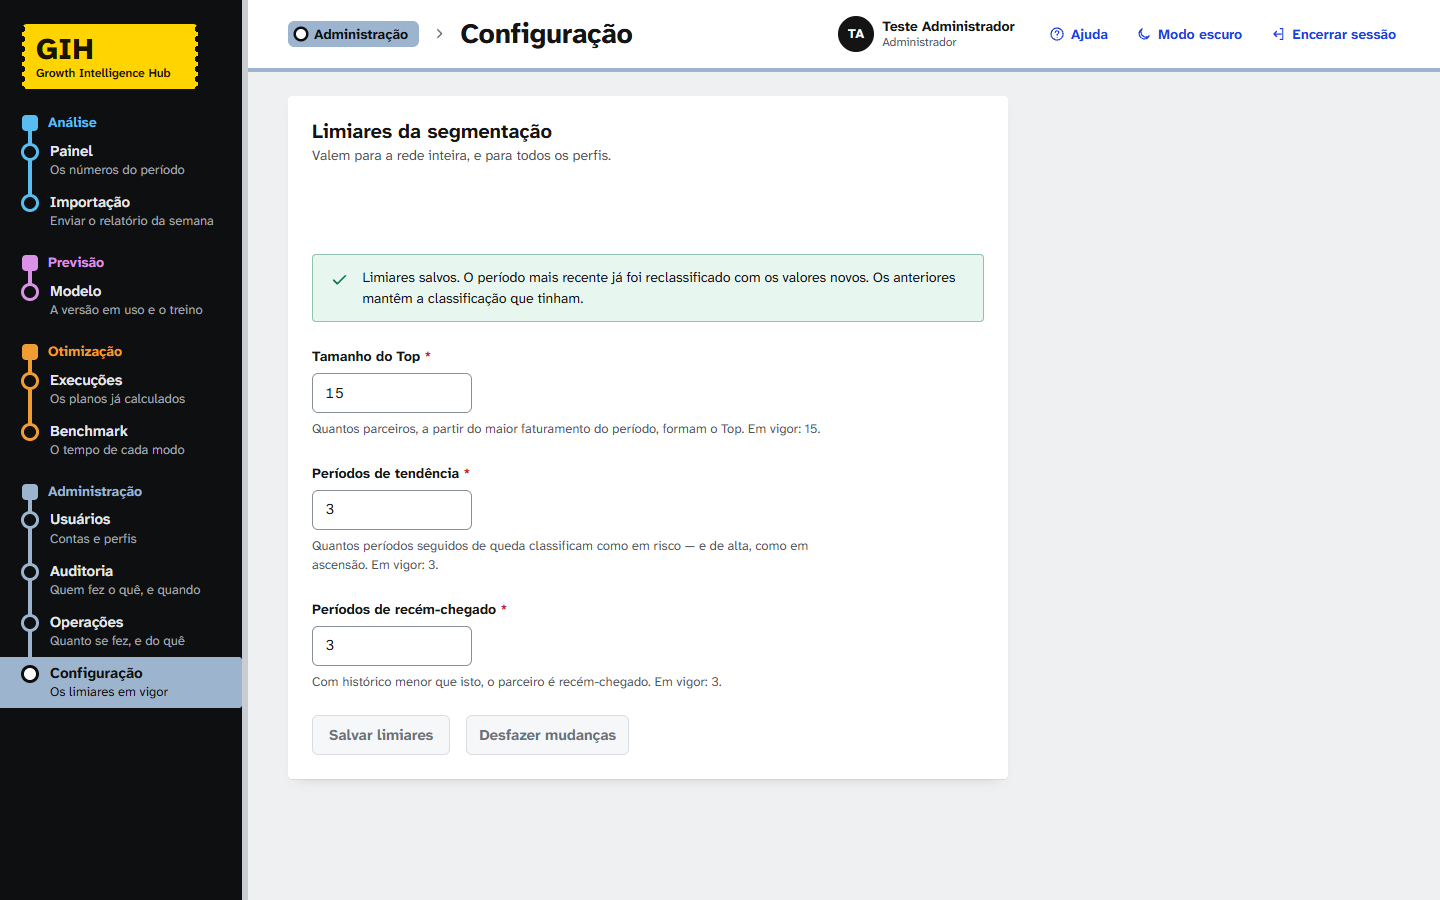 GIH
Growth Intelligence Hub
Análise
Painel
Os números do período
Importação
Enviar o relatório da semana
Previsão
Modelo
A versão em uso e o treino
Otimização
Execuções
Os planos já calculados
Benchmark
O tempo de cada modo
Administração
Usuários
Contas e perfis
Auditoria
Quem fez o quê, e quando
Operações
Quanto se fez, e do quê
Configuração
Os limiares em vigor
Administração
Configuração
TA
Teste Administrador
Administrador
Ajuda
Modo escuro
Encerrar sessão
Limiares da segmentação
Valem para a rede inteira, e para todos os perfis.
Limiares salvos. O período mais recente já foi reclassificado com os valores novos. Os anteriores
mantêm a classificação que tinham.
Tamanho do Top *
15
Quantos parceiros, a partir do maior faturamento do período, formam o Top. Em vigor: 15.
Períodos de tendência *
3
Quantos períodos seguidos de queda classificam como em risco — e de alta, como em
ascensão. Em vigor: 3.
Períodos de recém-chegado *
3
Com histórico menor que isto, o parceiro é recém-chegado. Em vigor: 3.
Salvar limiares
Desfazer mudanças